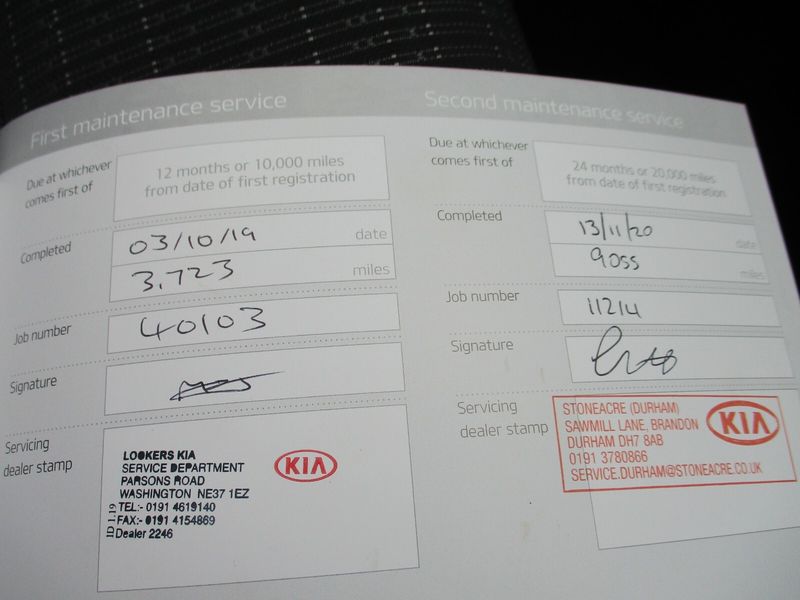 First maintenance service
Due at whichever
comes first of
12 months or 10,000 miles
from date of first registration
Completed
03/10/19 date
3,723 miles
Job number
40103
Signature
Servicing
dealer stamp
LOOKERS KIA
SERVICE DEPARTMENT
PARSONS ROAD
WASHINGTON NE37 1EZ
TEL:- 0191 4619140
FAX:- 0191 4154869
Dealer 2246
ID 1.19
KIA
Second maintenance service
Due at whichever
comes first of
24 months or 20,000 miles
from date of first registration
Completed
13/11/20 date
9055 miles
Job number
11214
Signature
Servicing
dealer stamp
STONEACRE (DURHAM)
SAWMILL LANE, BRANDON
DURHAM DH7 8AB
0191 3780866
SERVICE.DURHAM@STONEACRE.CO.UK
KIA